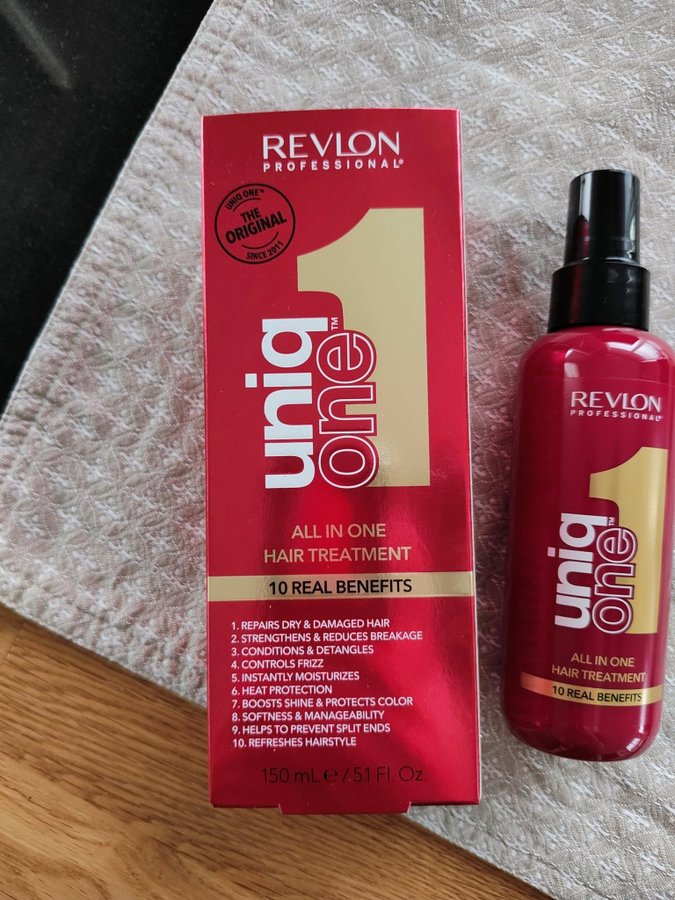 REVLON
PROFESSIONAL®
UNIQ ONE™
THE
ORIGINAL
SINCE 2011
1
uniq
one™
ALL IN ONE
HAIR TREATMENT
10 REAL BENEFITS
1. REPAIRS DRY & DAMAGED HAIR
2. STRENGTHENS & REDUCES BREAKAGE
3. CONDITIONS & DETANGLES
4. CONTROLS FRIZZ
5. INSTANTLY MOISTURIZES
6. HEAT PROTECTION
7. BOOSTS SHINE & PROTECTS COLOR
8. SOFTNESS & MANAGEABILITY
9. HELPS TO PREVENT SPLIT ENDS
10. REFRESHES HAIRSTYLE
150 mL ℮ / 5.1 Fl. Oz.
REVLON
PROFESSIONAL®
1
uniq
one™
ALL IN ONE
HAIR TREATMENT
10 REAL BENEFITS